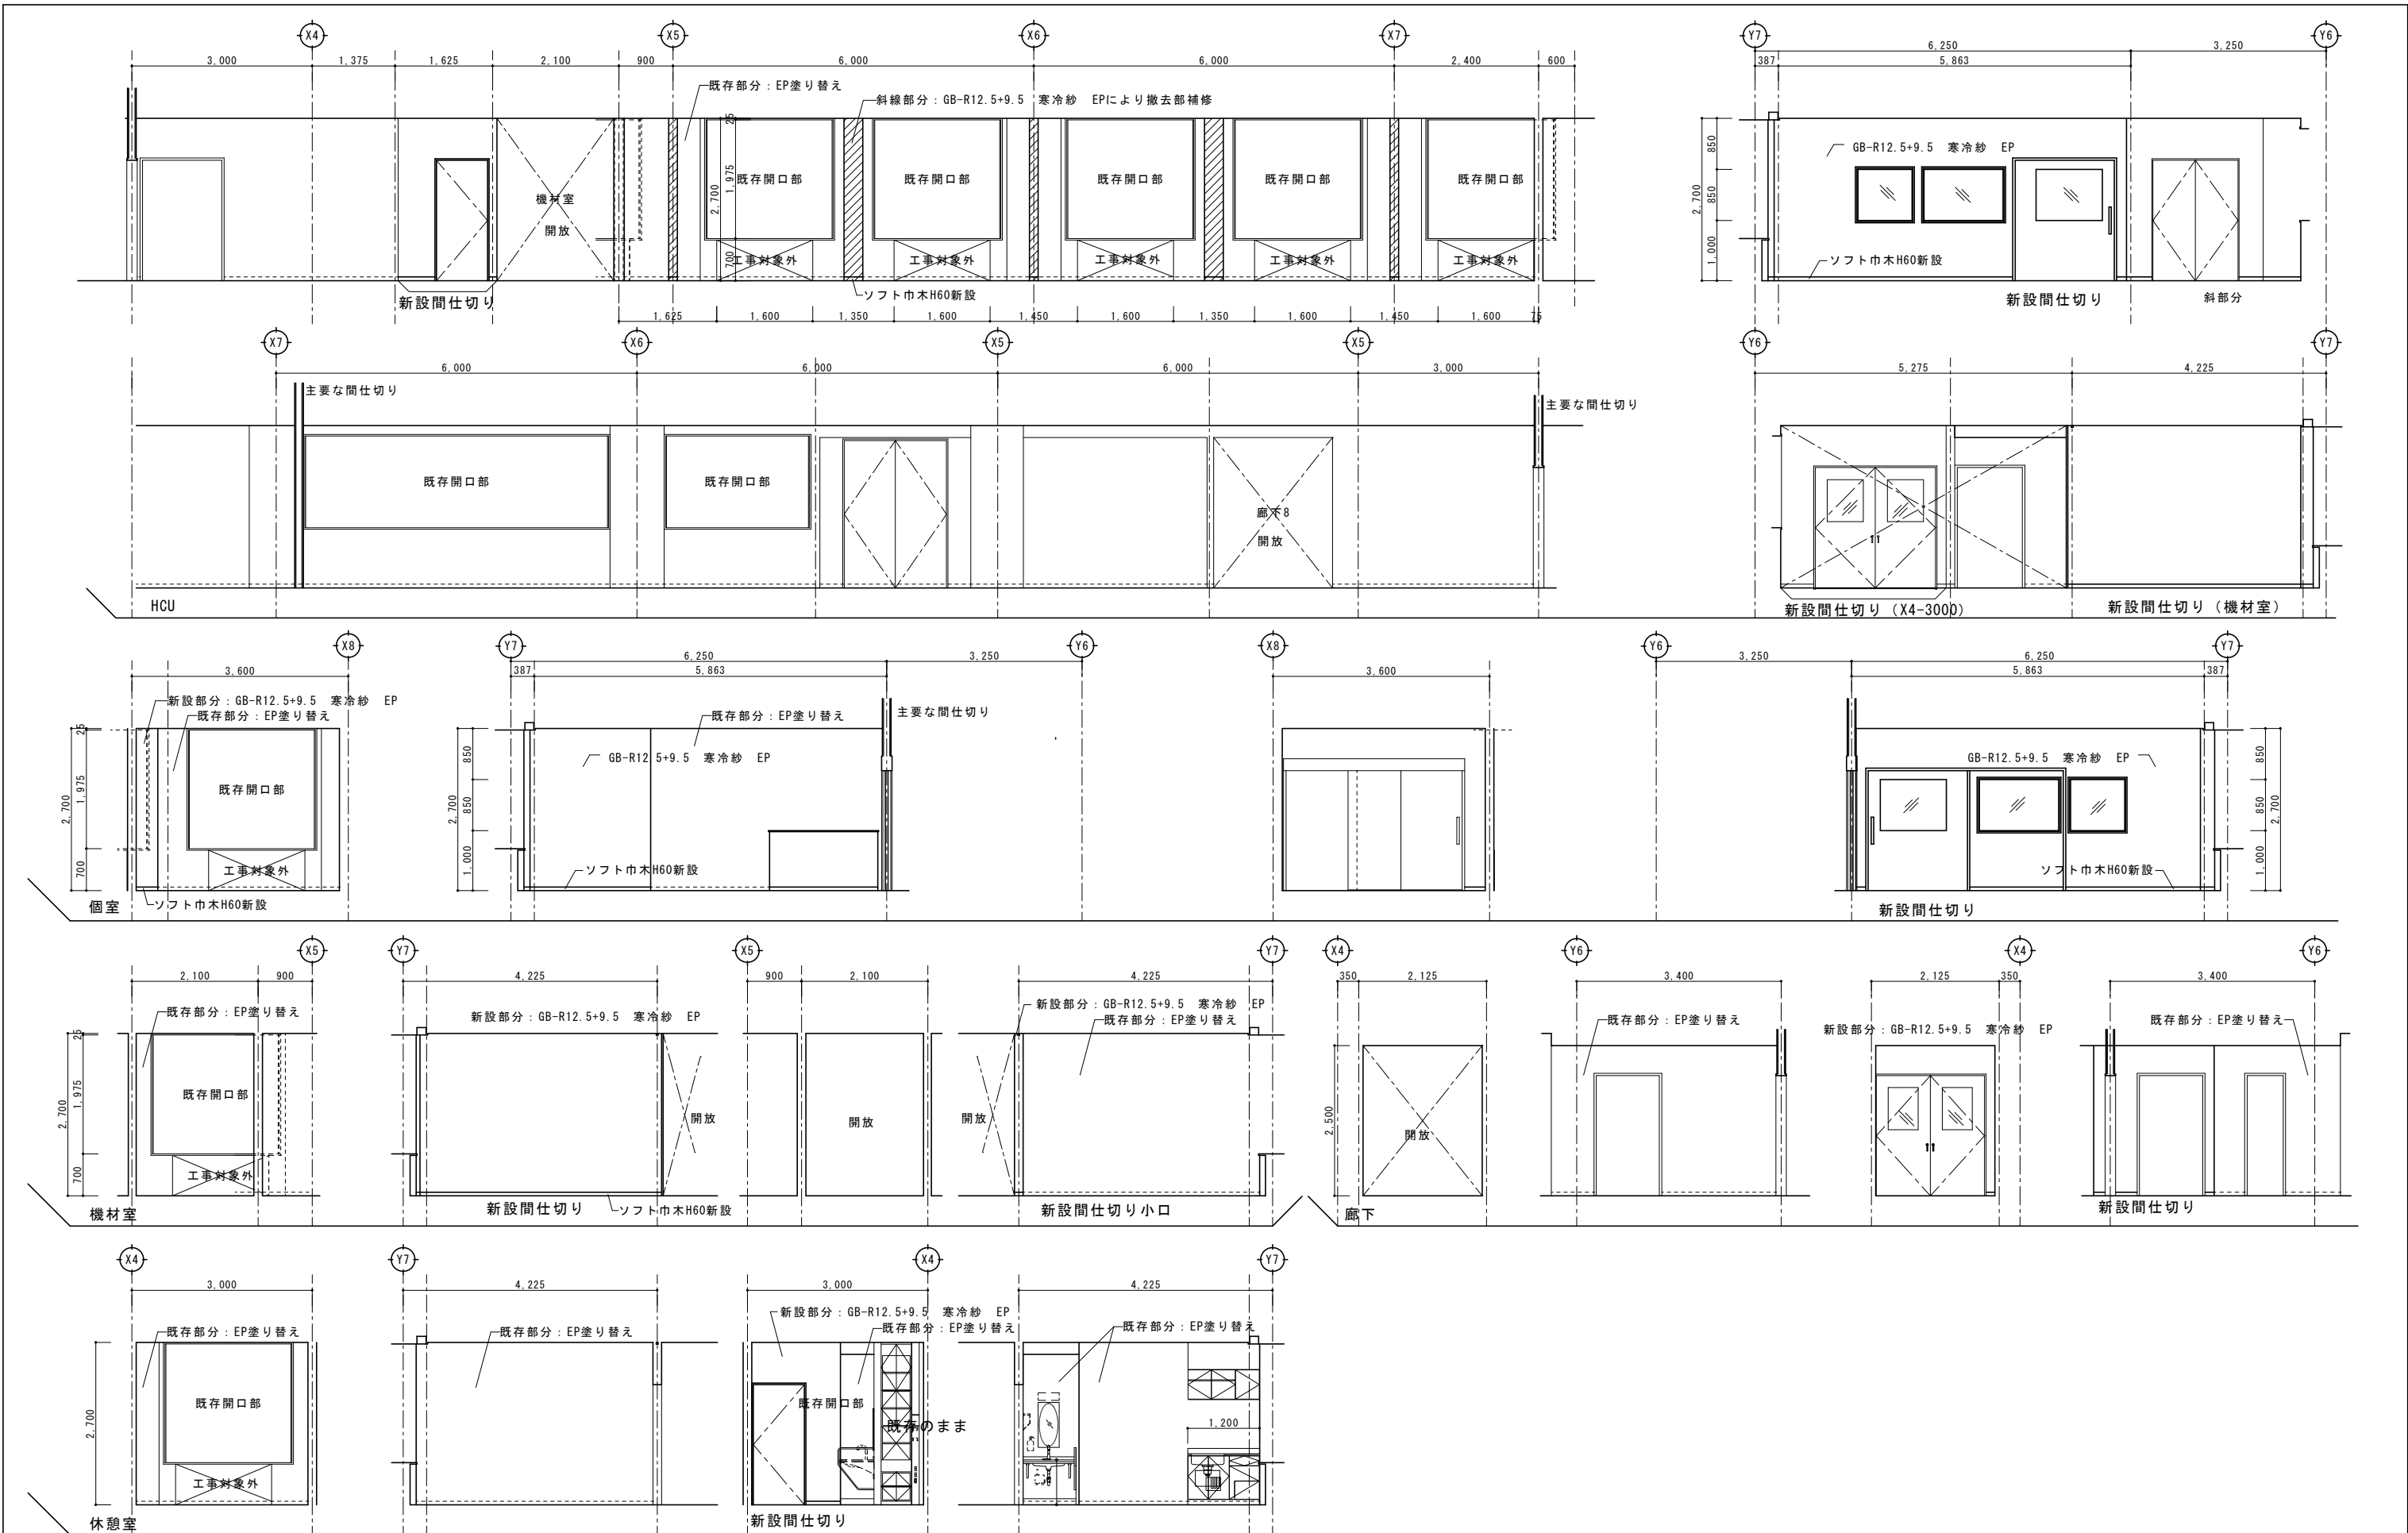 X4 X5 X6 X7 Y7 Y6
3,000 1,375 1,625 2,100 900 6,000 6,000 2,400 600
6,250 3,250
387 5,863
既存部分：EP塗り替え
斜線部分：GB-R12.5+9.5 寒冷紗 EPにより撤去部補修
25
1,975
2,700
700
機材室
開放
既存開口部 既存開口部 既存開口部 既存開口部 既存開口部
工事対象外 工事対象外 工事対象外 工事対象外 工事対象外
ソフト巾木H60新設
新設間仕切り
1,625 1,600 1,350 1,600 1,450 1,600 1,350 1,600 1,450 1,600 75
GB-R12.5+9.5 寒冷紗 EP
850
850
2,700
1,000
ソフト巾木H60新設
新設間仕切り
斜部分
X7 X6 X5 X5 Y6 Y7
6,000 6,000 6,000 3,000
5,275 4,225
主要な間仕切り
主要な間仕切り
既存開口部 既存開口部
廊下8
開放
HCU
新設間仕切り（X4-3000）
新設間仕切り（機材室）
X8 Y7 Y6 X8 Y6 Y7
3,600
6,250 3,250
387 5,863
3,600
3,250 6,250
5,863 387
新設部分：GB-R12.5+9.5 寒冷紗 EP
既存部分：EP塗り替え
25
1,975
2,700
700
既存開口部
工事対象外
ソフト巾木H60新設
個室
既存部分：EP塗り替え
主要な間仕切り
GB-R12.5+9.5 寒冷紗 EP
850
850
2,700
1,000
ソフト巾木H60新設
GB-R12.5+9.5 寒冷紗 EP
850
850
2,700
1,000
ソフト巾木H60新設
新設間仕切り
X5 Y7 X5 Y7 X4 Y6 X4 Y6
2,100 900 4,225 900 2,100 4,225 350 2,125 3,400 2,125 350 3,400
既存部分：EP塗り替え
25
1,975
2,700
700
既存開口部
工事対象外
機材室
新設部分：GB-R12.5+9.5 寒冷紗 EP
開放
新設間仕切り
ソフト巾木H60新設
開放
新設部分：GB-R12.5+9.5 寒冷紗 EP
既存部分：EP塗り替え
開放
新設間仕切り小口
2,500
開放
廊下
既存部分：EP塗り替え
新設部分：GB-R12.5+9.5 寒冷紗 EP
既存部分：EP塗り替え
新設間仕切り
X4 Y7 X4 Y7
3,000 4,225 3,000 4,225
既存部分：EP塗り替え
2,700
既存開口部
工事対象外
休憩室
既存部分：EP塗り替え
新設部分：GB-R12.5+9.5 寒冷紗 EP
既存部分：EP塗り替え
既存開口部
既存のまま
新設間仕切り
既存部分：EP塗り替え
1,200